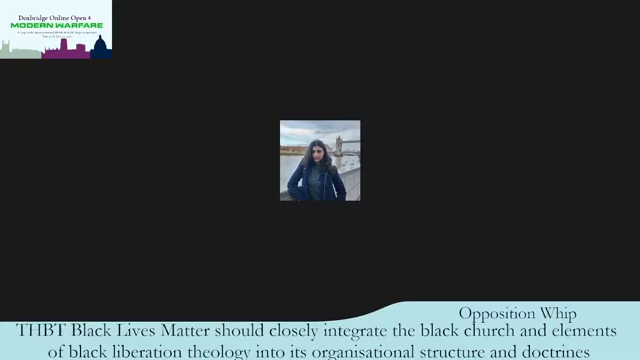 Doxbridge Online Open 4
MODERN WARFARE
Opposition Whip
THBT Black Lives Matter should closely integrate the black church and elements
of black liberation theology into its organisational structure and doctrines